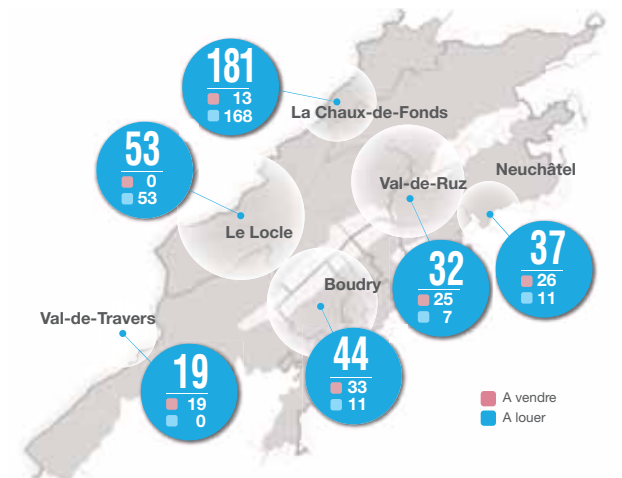 181
13
168
La Chaux-de-Fonds
53
0
53
Le Locle
Val-de-Ruz
Neuchâtel
32
25
7
37
26
11
Boudry
44
33
11
Val-de-Travers
19
19
0
A vendre
A louer